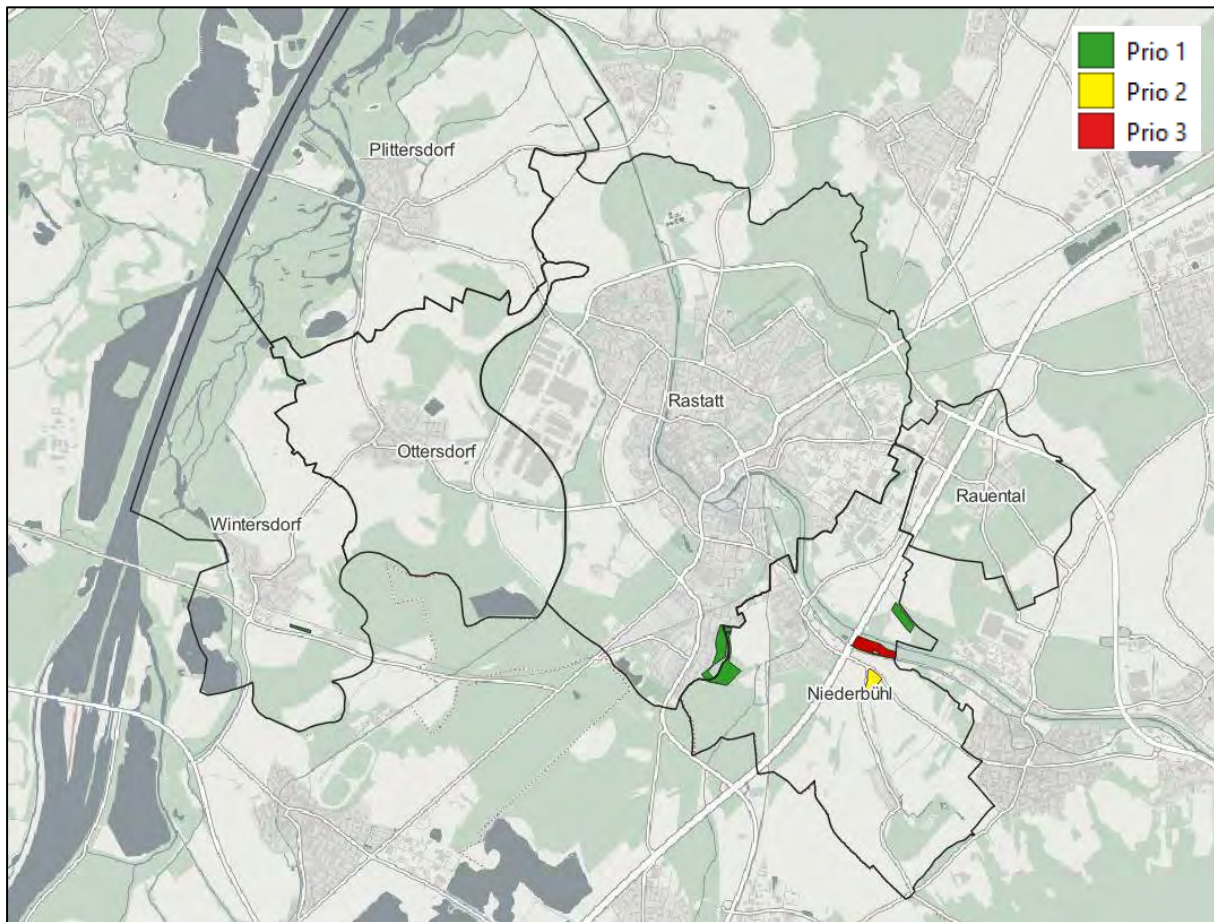 Prio 1
Prio 2
Prio 3
Plittersdorf
Rastatt
Ottersdorf
Rauental
Wintersdorf
Niederbühl